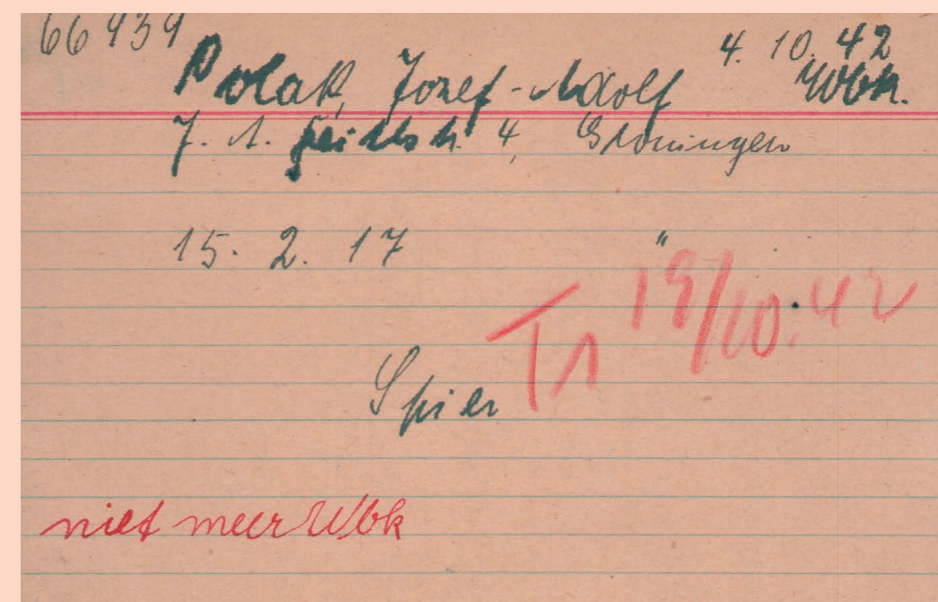 66434 4. 10. 42
Polak, Jozef-Adolf Wbk.
J. A. 4, Groningen
15. 2. 17 "
Tr 19/10.42
Spier
niet meer Wbk